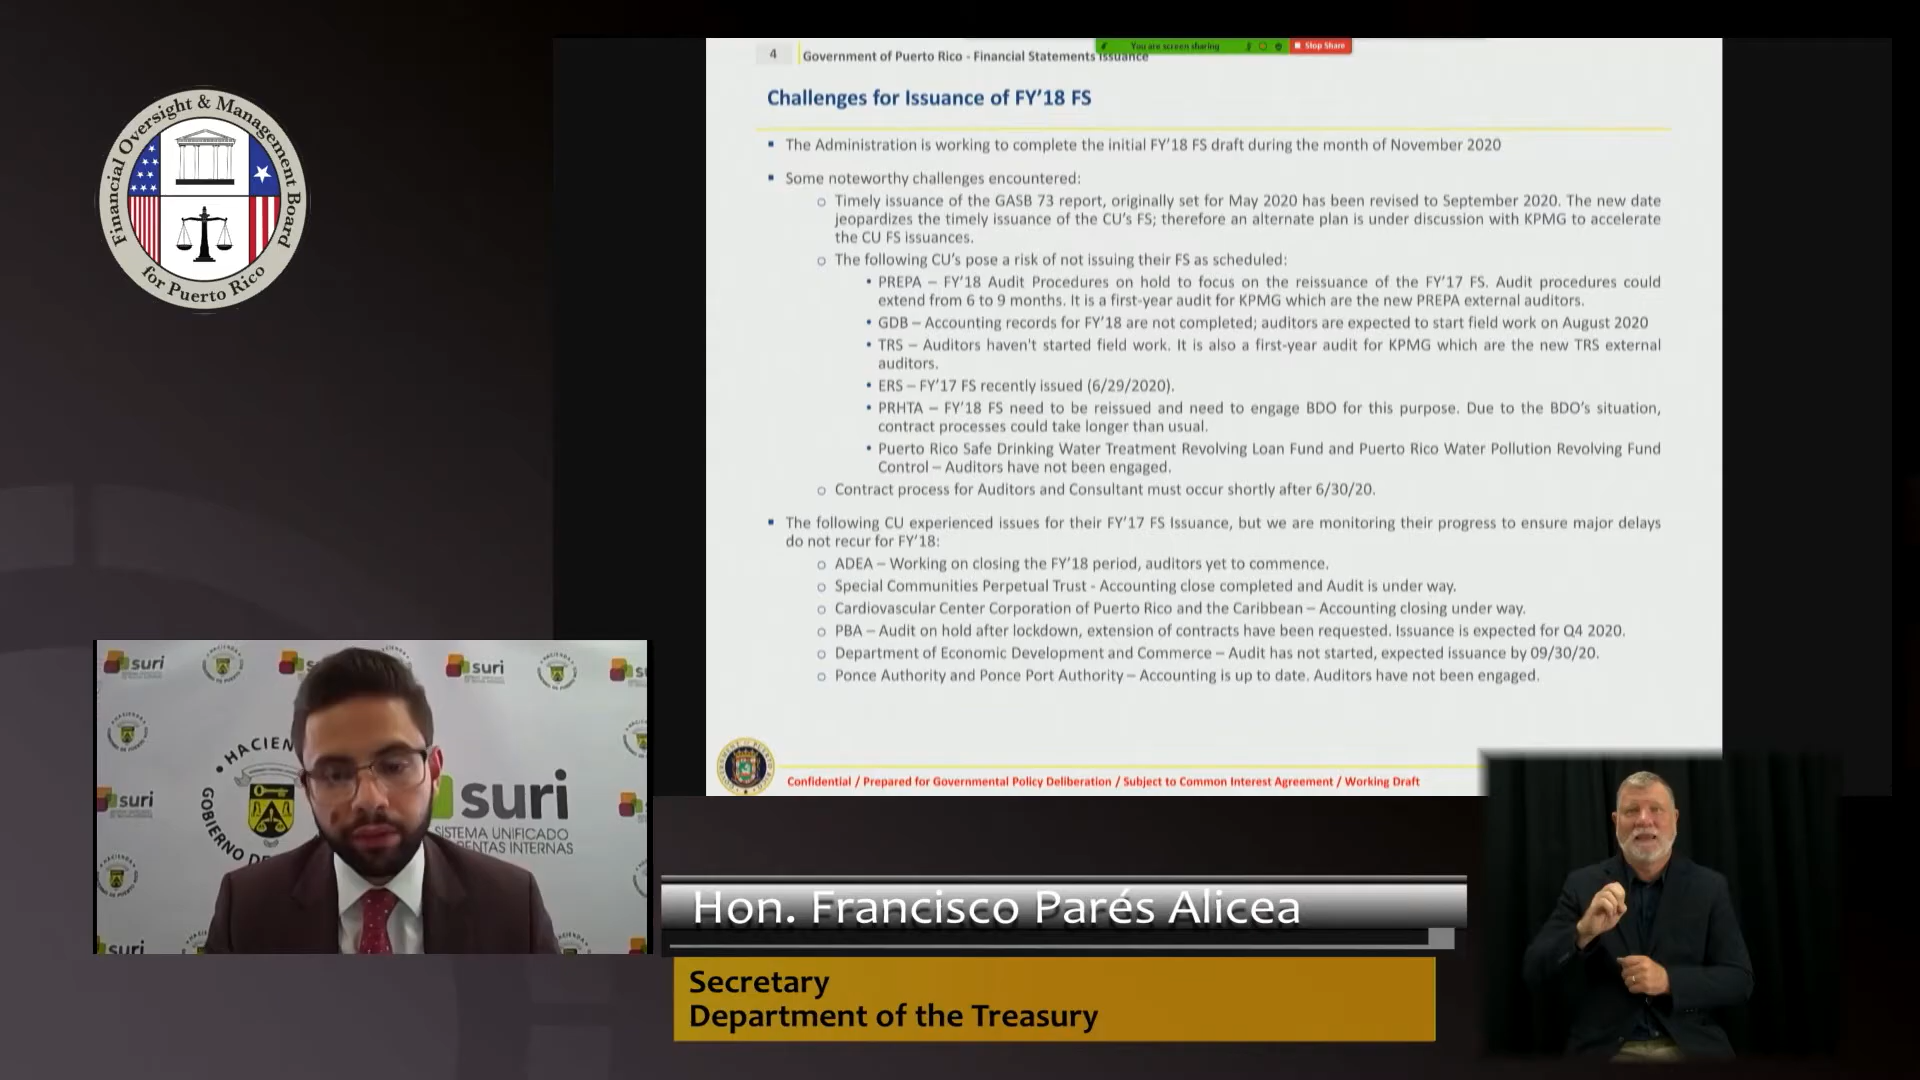 Financial Oversight & Management Board
for Puerto Rico
4
Government of Puerto Rico - Financial Statements Issuance
You are screen sharing
Stop Share
Challenges for Issuance of FY'18 FS
▪ The Administration is working to complete the initial FY'18 FS draft during the month of November 2020
▪ Some noteworthy challenges encountered:
o Timely issuance of the GASB 73 report, originally set for May 2020 has been revised to September 2020. The new date
jeopardizes the timely issuance of the CU's FS; therefore an alternate plan is under discussion with KPMG to accelerate
the CU FS issuances.
o The following CU's pose a risk of not issuing their FS as scheduled:
• PREPA – FY'18 Audit Procedures on hold to focus on the reissuance of the FY'17 FS. Audit procedures could
extend from 6 to 9 months. It is a first-year audit for KPMG which are the new PREPA external auditors.
• GDB – Accounting records for FY'18 are not completed; auditors are expected to start field work on August 2020
• TRS – Auditors haven't started field work. It is also a first-year audit for KPMG which are the new TRS external
auditors.
• ERS – FY'17 FS recently issued (6/29/2020).
• PRHTA – FY'18 FS need to be reissued and need to engage BDO for this purpose. Due to the BDO's situation,
contract processes could take longer than usual.
• Puerto Rico Safe Drinking Water Treatment Revolving Loan Fund and Puerto Rico Water Pollution Revolving Fund
Control – Auditors have not been engaged.
o Contract process for Auditors and Consultant must occur shortly after 6/30/20.
▪ The following CU experienced issues for their FY'17 FS Issuance, but we are monitoring their progress to ensure major delays
do not recur for FY'18:
o ADEA – Working on closing the FY'18 period, auditors yet to commence.
o Special Communities Perpetual Trust - Accounting close completed and Audit is under way.
o Cardiovascular Center Corporation of Puerto Rico and the Caribbean – Accounting closing under way.
o PBA – Audit on hold after lockdown, extension of contracts have been requested. Issuance is expected for Q4 2020.
o Department of Economic Development and Commerce – Audit has not started, expected issuance by 09/30/20.
o Ponce Authority and Ponce Port Authority – Accounting is up to date. Auditors have not been engaged.
Confidential / Prepared for Governmental Policy Deliberation / Subject to Common Interest Agreement / Working Draft
suri
suri
HACIEN
GOBIERNO DE
suri
SISTEMA UNIFICADO
RENTAS INTERNAS
suri
suri
Hon. Francisco Parés Alicea
Secretary
Department of the Treasury